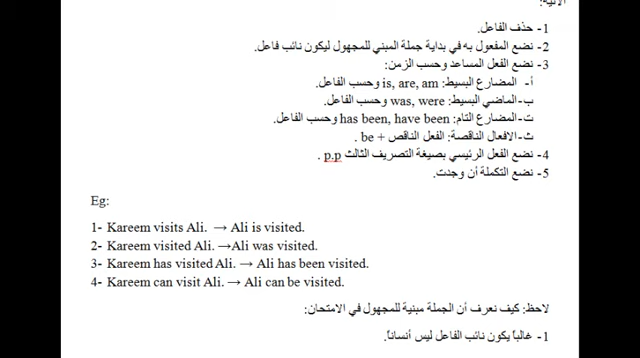 الآتية:
1- حذف الفاعل.
2- نضع المفعول به في بداية جملة المبني للمجهول ليكون نائب فاعل.
3- نضع الفعل المساعد وحسب الزمن:
أ- المضارع البسيط: is, are, am وحسب الفاعل.
ب- الماضي البسيط: was, were وحسب الفاعل.
ت- المضارع التام: has been, have been وحسب الفاعل.
ث- الافعال الناقصة: الفعل الناقص + be .
4- نضع الفعل الرئيسي بصيغة التصريف الثالث p.p .
5- نضع التكملة أن وجدت.
Eg:
1- Kareem visits Ali. → Ali is visited.
2- Kareem visited Ali. →Ali was visited.
3- Kareem has visited Ali. → Ali has been visited.
4- Kareem can visit Ali. → Ali can be visited.
لاحظ: كيف نعرف أن الجملة مبنية للمجهول في الامتحان:
1- غالباً يكون نائب الفاعل ليس أنساناً.